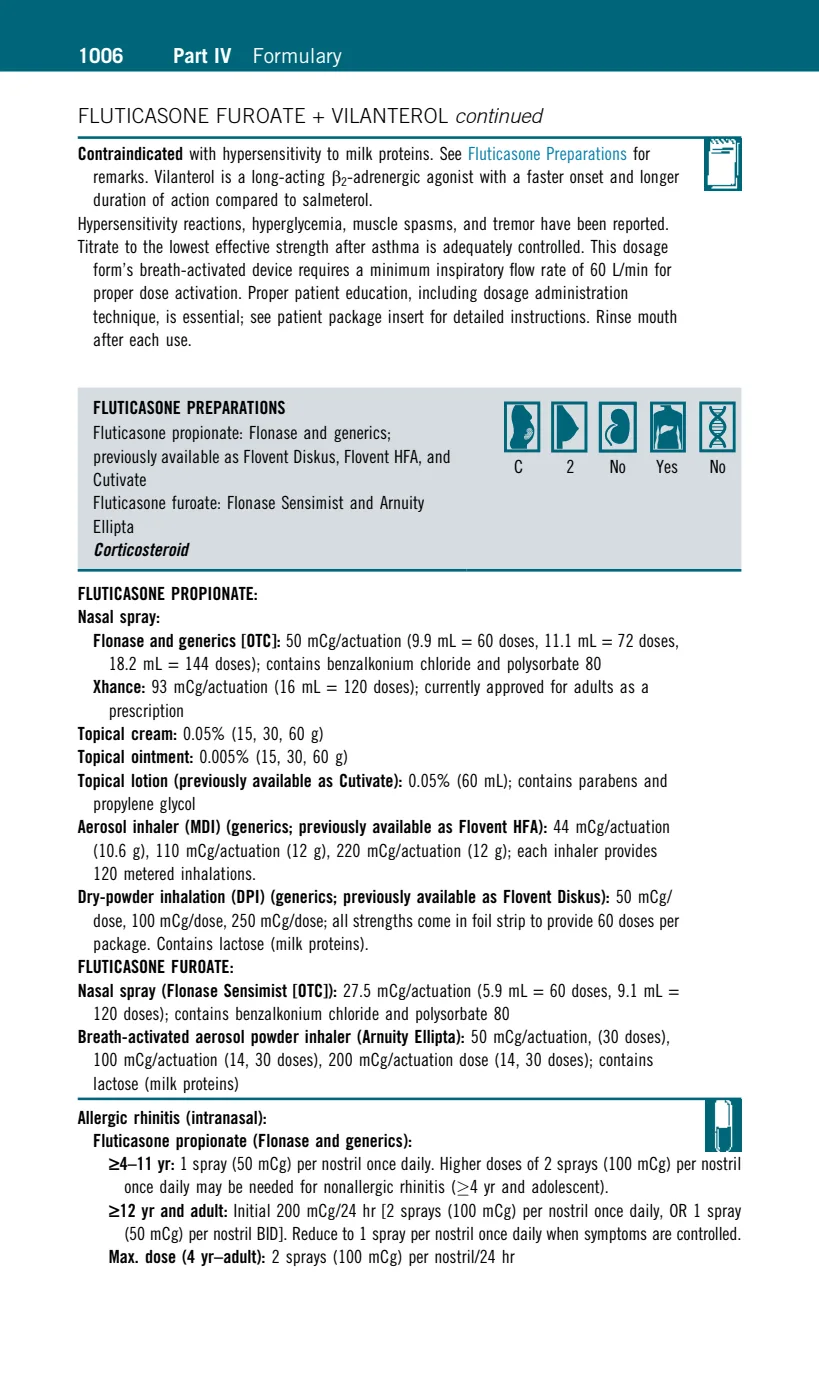 1006 Part IV Formulary
FLUTICASONE FUROATE + VILANTEROL continued
Contraindicated with hypersensitivity to milk proteins. See Fluticasone Preparations for
remarks. Vilanterol is a long-acting β2-adrenergic agonist with a faster onset and longer
duration of action compared to salmeterol.
Hypersensitivity reactions, hyperglycemia, muscle spasms, and tremor have been reported.
Titrate to the lowest effective strength after asthma is adequately controlled. This dosage
form's breath-activated device requires a minimum inspiratory flow rate of 60 L/min for
proper dose activation. Proper patient education, including dosage administration
technique, is essential; see patient package insert for detailed instructions. Rinse mouth
after each use.
FLUTICASONE PREPARATIONS
Fluticasone propionate: Flonase and generics;
previously available as Flovent Diskus, Flovent HFA, and
Cutivate
Fluticasone furoate: Flonase Sensimist and Arnuity
Ellipta
Corticosteroid
C 2 No Yes No
FLUTICASONE PROPIONATE:
Nasal spray:
Flonase and generics [OTC]: 50 mCg/actuation (9.9 mL = 60 doses, 11.1 mL = 72 doses,
18.2 mL = 144 doses); contains benzalkonium chloride and polysorbate 80
Xhance: 93 mCg/actuation (16 mL = 120 doses); currently approved for adults as a
prescription
Topical cream: 0.05% (15, 30, 60 g)
Topical ointment: 0.005% (15, 30, 60 g)
Topical lotion (previously available as Cutivate): 0.05% (60 mL); contains parabens and
propylene glycol
Aerosol inhaler (MDI) (generics; previously available as Flovent HFA): 44 mCg/actuation
(10.6 g), 110 mCg/actuation (12 g), 220 mCg/actuation (12 g); each inhaler provides
120 metered inhalations.
Dry-powder inhalation (DPI) (generics; previously available as Flovent Diskus): 50 mCg/
dose, 100 mCg/dose, 250 mCg/dose; all strengths come in foil strip to provide 60 doses per
package. Contains lactose (milk proteins).
FLUTICASONE FUROATE:
Nasal spray (Flonase Sensimist [OTC]): 27.5 mCg/actuation (5.9 mL = 60 doses, 9.1 mL =
120 doses); contains benzalkonium chloride and polysorbate 80
Breath-activated aerosol powder inhaler (Arnuity Ellipta): 50 mCg/actuation, (30 doses),
100 mCg/actuation (14, 30 doses), 200 mCg/actuation dose (14, 30 doses); contains
lactose (milk proteins)
Allergic rhinitis (intranasal):
Fluticasone propionate (Flonase and generics):
≥4–11 yr: 1 spray (50 mCg) per nostril once daily. Higher doses of 2 sprays (100 mCg) per nostril
once daily may be needed for nonallergic rhinitis (≥4 yr and adolescent).
≥12 yr and adult: Initial 200 mCg/24 hr [2 sprays (100 mCg) per nostril once daily, OR 1 spray
(50 mCg) per nostril BID]. Reduce to 1 spray per nostril once daily when symptoms are controlled.
Max. dose (4 yr–adult): 2 sprays (100 mCg) per nostril/24 hr